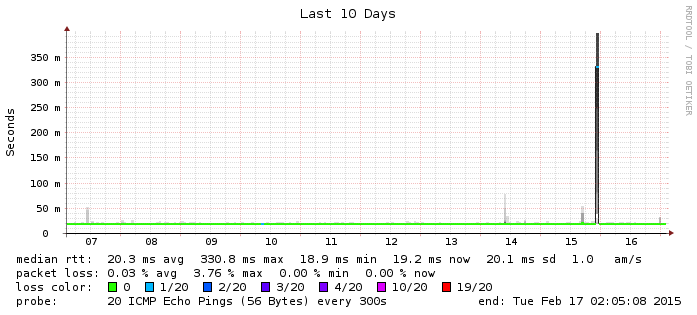 Last 10 Days
RRDTOOL / TOBI OETIKER
Seconds
350 m
300 m
250 m
200 m
150 m
100 m
50 m
0
07 08 09 10 11 12 13 14 15 16
median rtt: 20.3 ms avg 330.8 ms max 18.9 ms min 19.2 ms now 20.1 ms sd 1.0 am/s
packet loss: 0.03 % avg 3.76 % max 0.00 % min 0.00 % now
loss color: 0 1/20 2/20 3/20 4/20 10/20 19/20
probe: 20 ICMP Echo Pings (56 Bytes) every 300s end: Tue Feb 17 02:05:08 2015